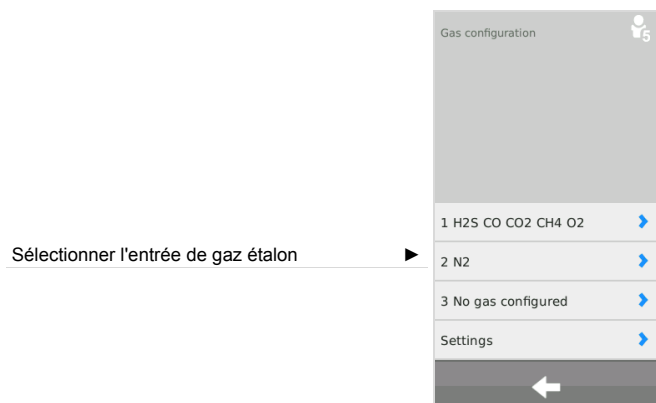 Gas configuration
5
1 H2S CO CO2 CH4 O2
Sélectionner l'entrée de gaz étalon ►
2 N2
3 No gas configured
Settings